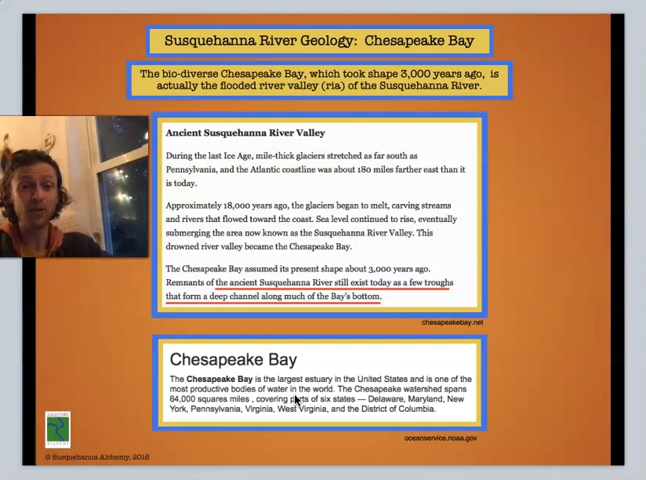 Susquehanna River Geology: Chesapeake Bay
The bio-diverse Chesapeake Bay, which took shape 3,000 years ago, is
actually the flooded river valley (ria) of the Susquehanna River.
Ancient Susquehanna River Valley
During the last Ice Age, mile-thick glaciers stretched as far south as
Pennsylvania, and the Atlantic coastline was about 180 miles farther east than it
is today.
Approximately 18,000 years ago, the glaciers began to melt, carving streams
and rivers that flowed toward the coast. Sea level continued to rise, eventually
submerging the area now known as the Susquehanna River Valley. This
drowned river valley became the Chesapeake Bay.
The Chesapeake Bay assumed its present shape about 3,000 years ago.
Remnants of the ancient Susquehanna River still exist today as a few troughs
that form a deep channel along much of the Bay's bottom.
chesapeakebay.net
Chesapeake Bay
The Chesapeake Bay is the largest estuary in the United States and is one of the
most productive bodies of water in the world. The Chesapeake watershed spans
64,000 squares miles , covering parts of six states — Delaware, Maryland, New
York, Pennsylvania, Virginia, West Virginia, and the District of Columbia.
oceanservice.noaa.gov
© Susquehanna Alchemy, 2016